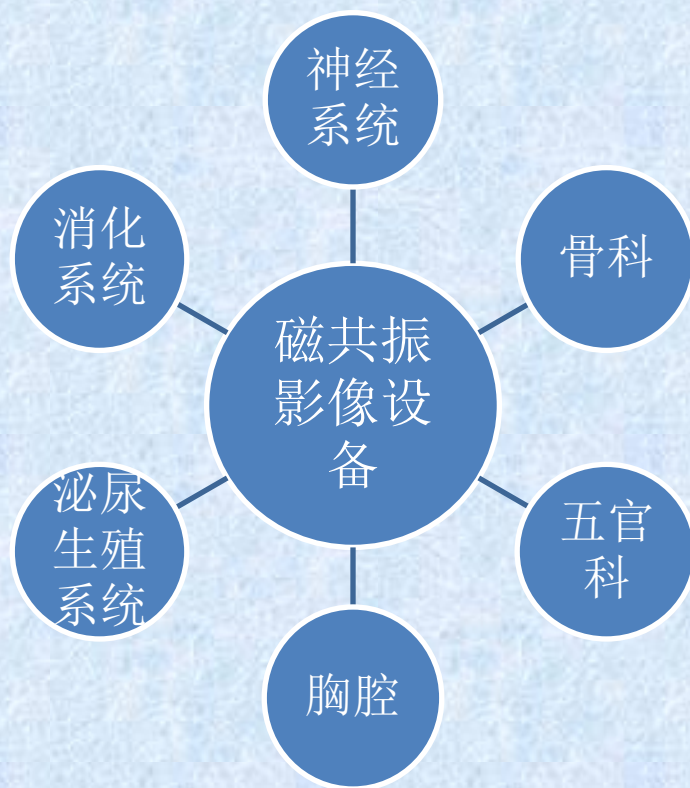 神经
系统
消化
系统
骨科
磁共振
影像设
备
泌尿
生殖
系统
五官
科
胸腔